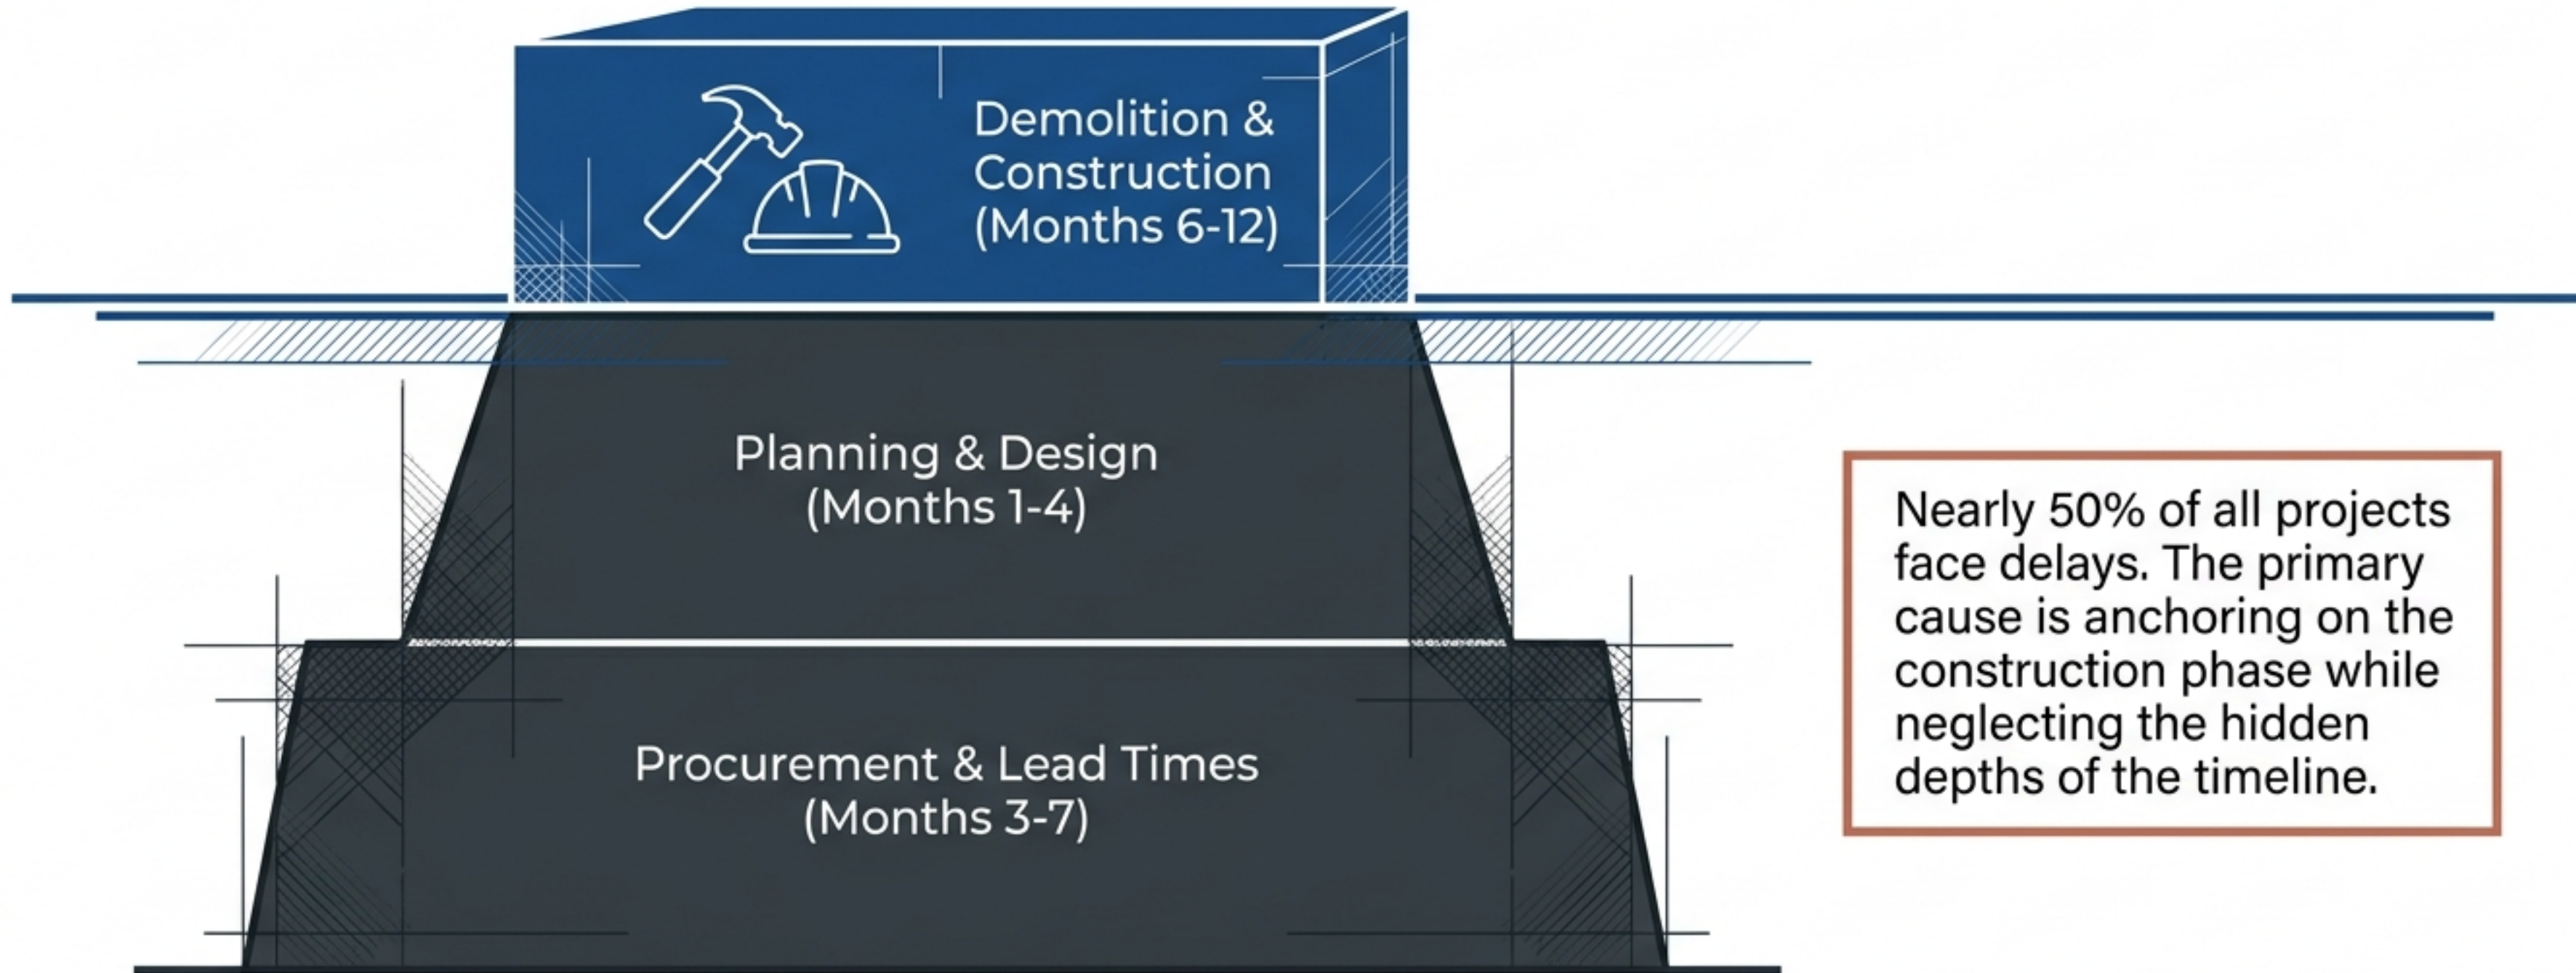 Demolition &
Construction
(Months 6-12)
Planning & Design
(Months 1-4)
Procurement & Lead Times
(Months 3-7)
Nearly 50% of all projects
face delays. The primary
cause is anchoring on the
construction phase while
neglecting the hidden
depths of the timeline.